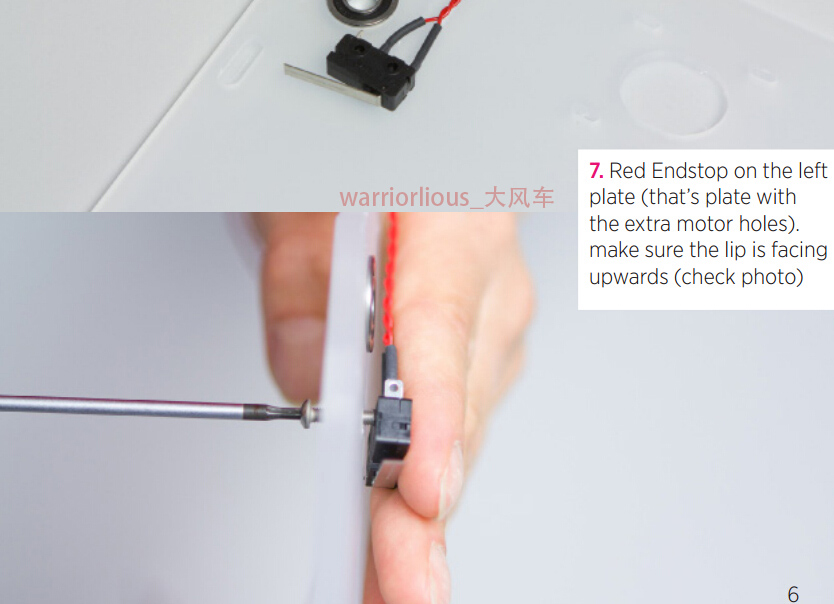 warriorlious_大风车
7. Red Endstop on the left
plate (that's plate with
the extra motor holes).
make sure the lip is facing
upwards (check photo)
6